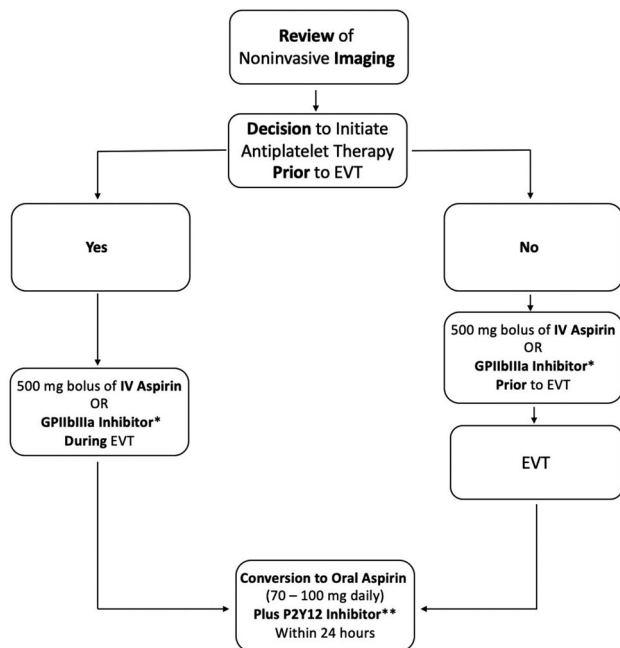 Review of
Noninvasive Imaging
Decision to Initiate
Antiplatelet Therapy
Prior to EVT
Yes
No
500 mg bolus of IV Aspirin
OR
GPIIbIIIa Inhibitor*
During EVT
500 mg bolus of IV Aspirin
OR
GPIIbIIIa Inhibitor*
Prior to EVT
EVT
Conversion to Oral Aspirin
(70 – 100 mg daily)
Plus P2Y12 Inhibitor**
Within 24 hours